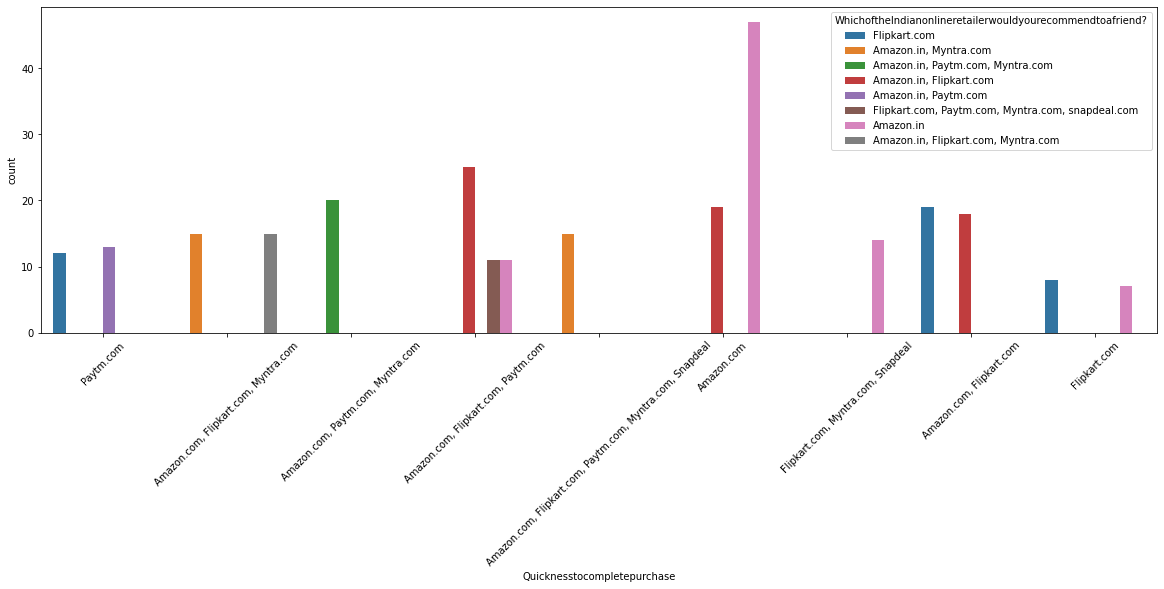 WhichoftheIndianonlineretailerwouldyourecommendtoafriend?
Flipkart.com
Amazon.in, Myntra.com
Amazon.in, Paytm.com, Myntra.com
Amazon.in, Flipkart.com
Amazon.in, Paytm.com
Flipkart.com, Paytm.com, Myntra.com, snapdeal.com
Amazon.in
Amazon.in, Flipkart.com, Myntra.com
count
40
30
20
10
0
Paytm.com
Amazon.com, Flipkart.com, Myntra.com
Amazon.com, Paytm.com, Myntra.com
Amazon.com, Flipkart.com, Paytm.com
Amazon.com, Flipkart.com, Paytm.com, Myntra.com, Snapdeal
Amazon.com
Flipkart.com, Myntra.com, Snapdeal
Amazon.com, Flipkart.com
Flipkart.com
Quicknesstocompletepurchase